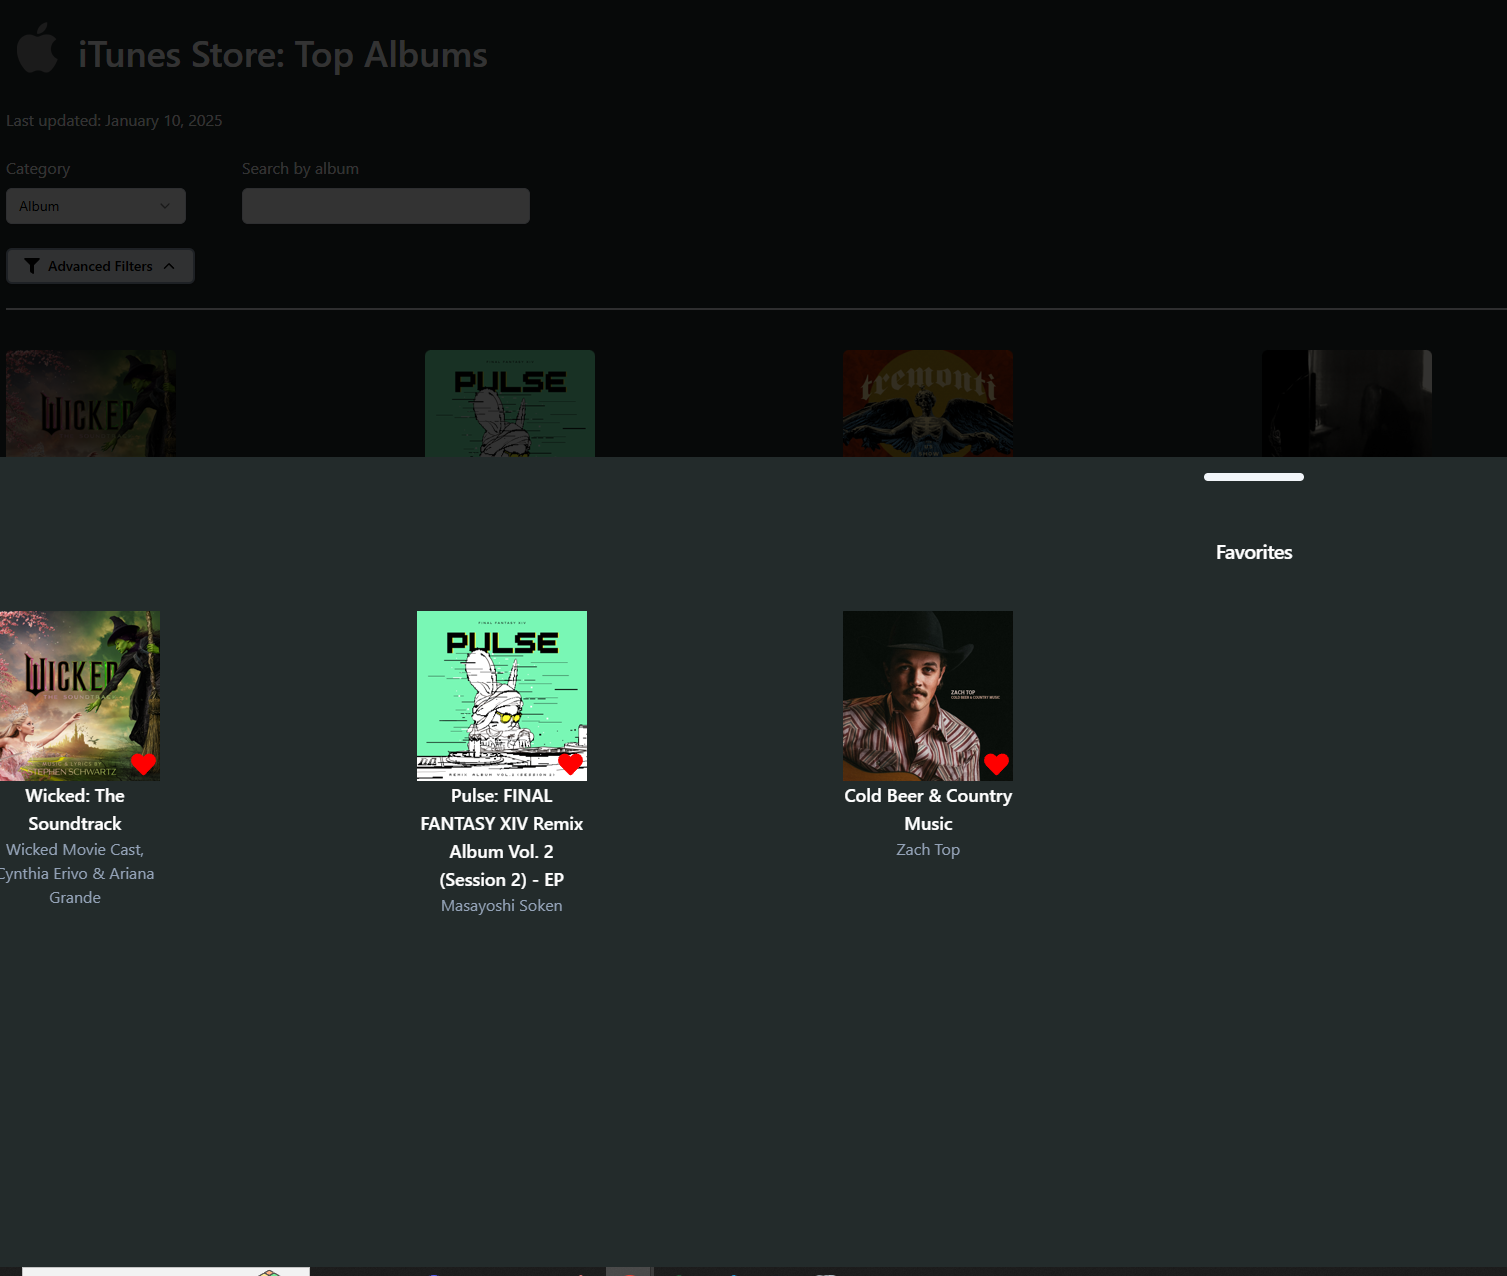 iTunes Store: Top Albums
Last updated: January 10, 2025
Category
Search by album
Album
Advanced Filters
WICKED
FINAL FANTASY XIV
PULSE
tremonti
Favorites
WICKED
THE SOUNDTRACK
MUSIC & LYRICS BY
STEPHEN SCHWARTZ
FINAL FANTASY XIV
PULSE
REMIX ALBUM VOL.2 (SESSION 2)
ZACH TOP
COLD BEER & COUNTRY MUSIC
Wicked: The
Soundtrack
Wicked Movie Cast,
Cynthia Erivo & Ariana
Grande
Pulse: FINAL
FANTASY XIV Remix
Album Vol. 2
(Session 2) - EP
Masayoshi Soken
Cold Beer & Country
Music
Zach Top